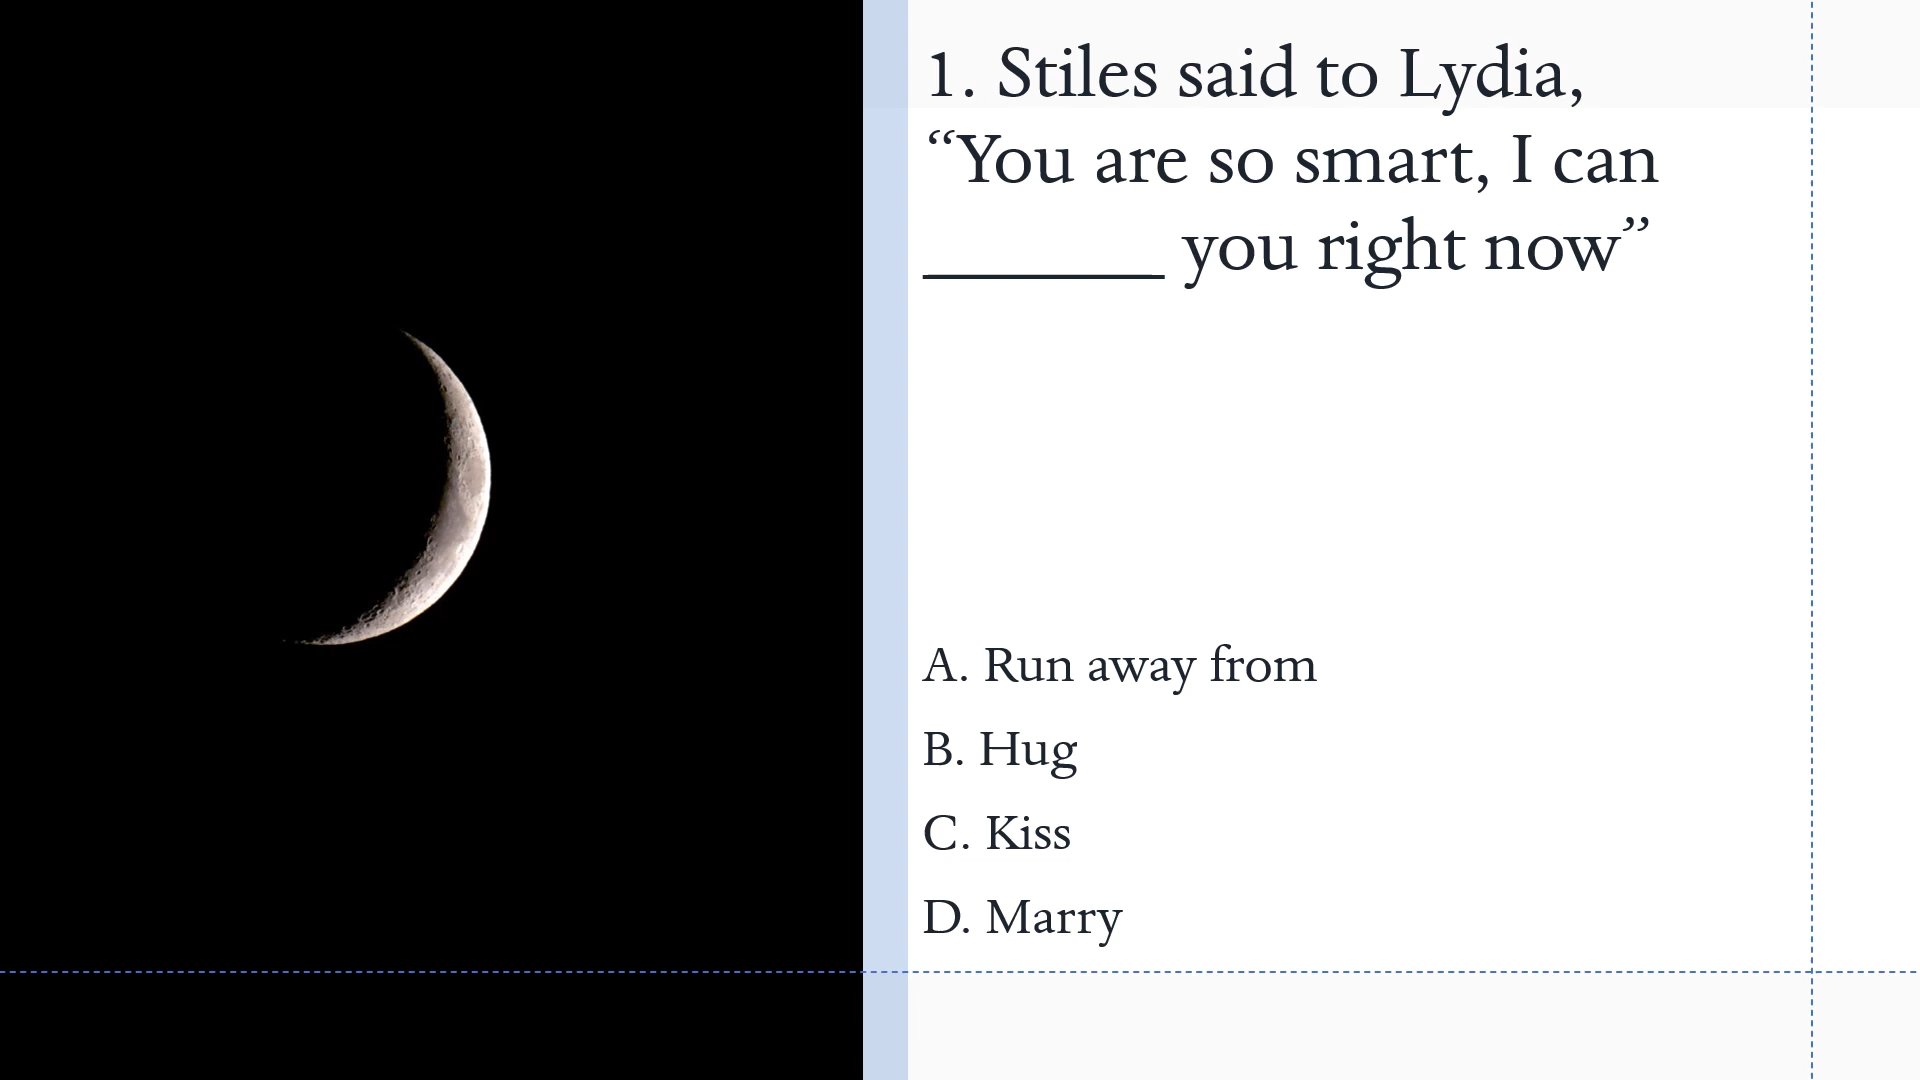 1. Stiles said to Lydia,
“You are so smart, I can
_______ you right now”
A. Run away from
B. Hug
C. Kiss
D. Marry